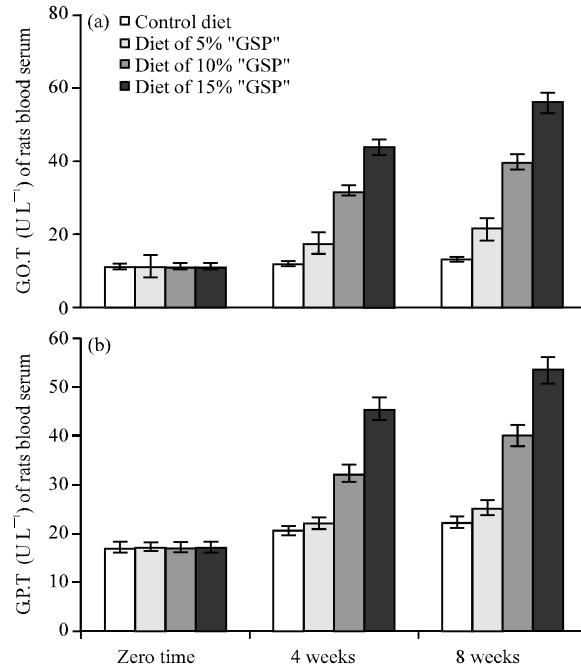 (a)
Control diet
Diet of 5% "GSP"
Diet of 10% "GSP"
Diet of 15% "GSP"
G.O.T (U L⁻¹) of rats blood serum
80
60
40
20
0
(b)
G.P.T (U L⁻¹) of rats blood serum
60
50
40
30
20
10
0
Zero time
4 weeks
8 weeks